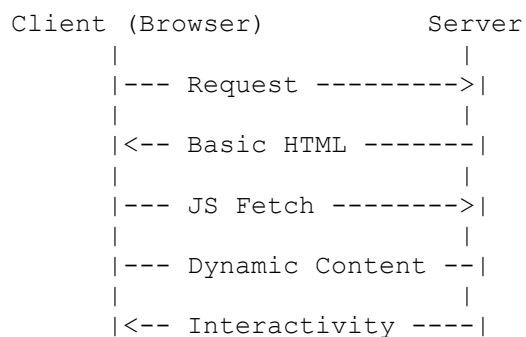 Client (Browser)          Server
      |                     |
      |--- Request --------->|
      |                     |
      |<-- Basic HTML -------|
      |                     |
      |--- JS Fetch -------->|
      |                     |
      |--- Dynamic Content --|
      |                     |
      |<-- Interactivity ----|